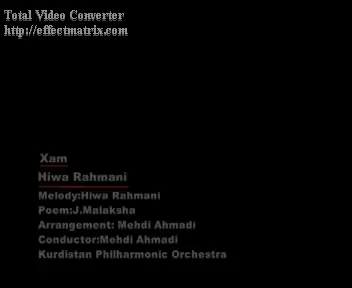 Total Video Converter
http://effectmatrix.com
Xam
Hiwa Rahmani
Melody:Hiwa Rahmani
Poem:J.Malaksha
Arrangement: Mehdi Ahmadi
Conductor:Mehdi Ahmadi
Kurdistan Philharmonic Orchestra